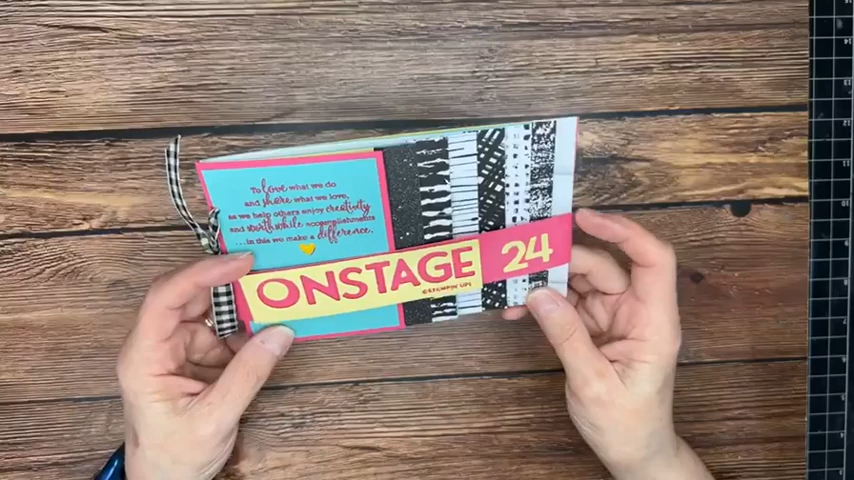 To love what we do
and share what we love,
as we help others enjoy creativity
and worthwhile accomplishments
...in this we make a difference.
ONSTAGE 24
©STAMPIN' UP!